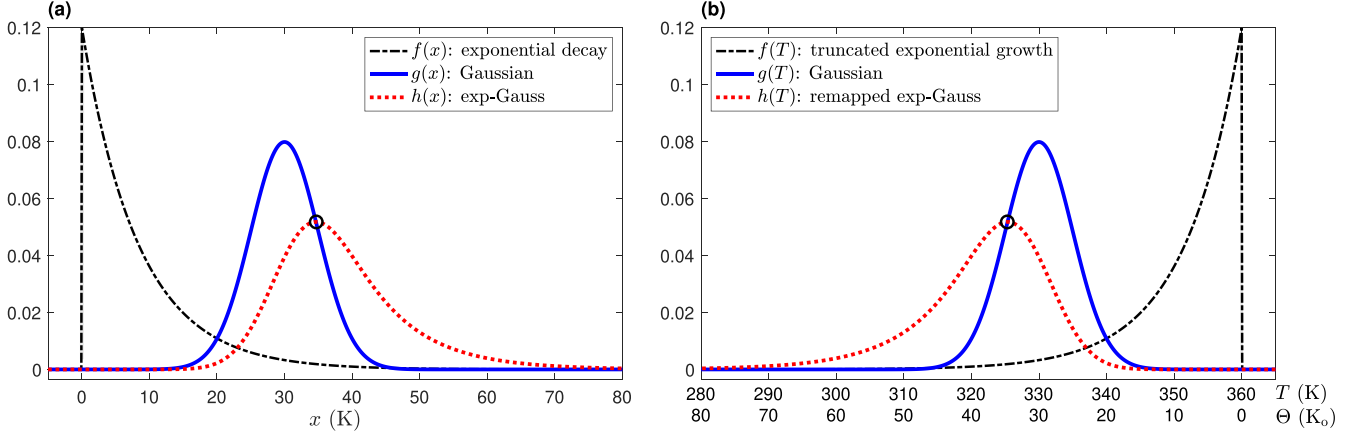 (a)
0.12
0.1
0.08
0.06
0.04
0.02
0
f(x): exponential decay
g(x): Gaussian
h(x): exp-Gauss
0 10 20 30 40 50 60 70 80
x (K)
(b)
0.12
0.1
0.08
0.06
0.04
0.02
0
f(T): truncated exponential growth
g(T): Gaussian
h(T): remapped exp-Gauss
280 290 300 310 320 330 340 350 360 T (K)
80 70 60 50 40 30 20 10 0 Θ (Kₒ)